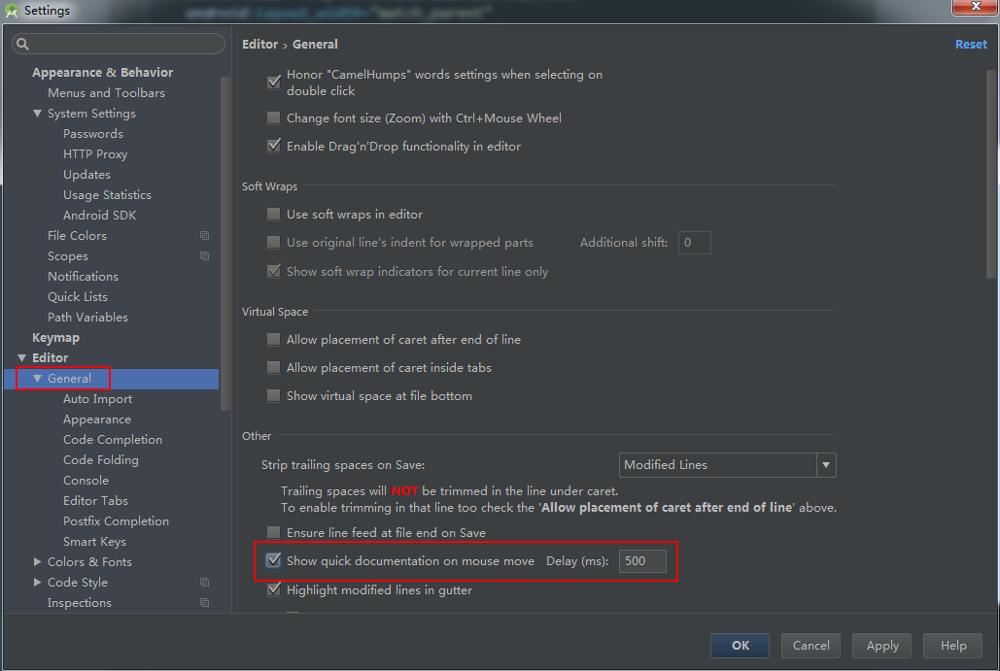 Settings
android:layout_width="match_parent"
Editor › General
Reset
Appearance & Behavior
Menus and Toolbars
System Settings
Passwords
HTTP Proxy
Updates
Usage Statistics
Android SDK
File Colors
Scopes
Notifications
Quick Lists
Path Variables
Keymap
Editor
General
Auto Import
Appearance
Code Completion
Code Folding
Console
Editor Tabs
Postfix Completion
Smart Keys
Colors & Fonts
Code Style
Inspections
Honor "CamelHumps" words settings when selecting on
double click
Change font size (Zoom) with Ctrl+Mouse Wheel
Enable Drag'n'Drop functionality in editor
Soft Wraps
Use soft wraps in editor
Use original line's indent for wrapped parts Additional shift: 0
Show soft wrap indicators for current line only
Virtual Space
Allow placement of caret after end of line
Allow placement of caret inside tabs
Show virtual space at file bottom
Other
Strip trailing spaces on Save: Modified Lines
Trailing spaces will NOT be trimmed in the line under caret.
To enable trimming in that line too check the 'Allow placement of caret after end of line' above.
Ensure line feed at file end on Save
Show quick documentation on mouse move Delay (ms): 500
Highlight modified lines in gutter
OK Cancel Apply Help